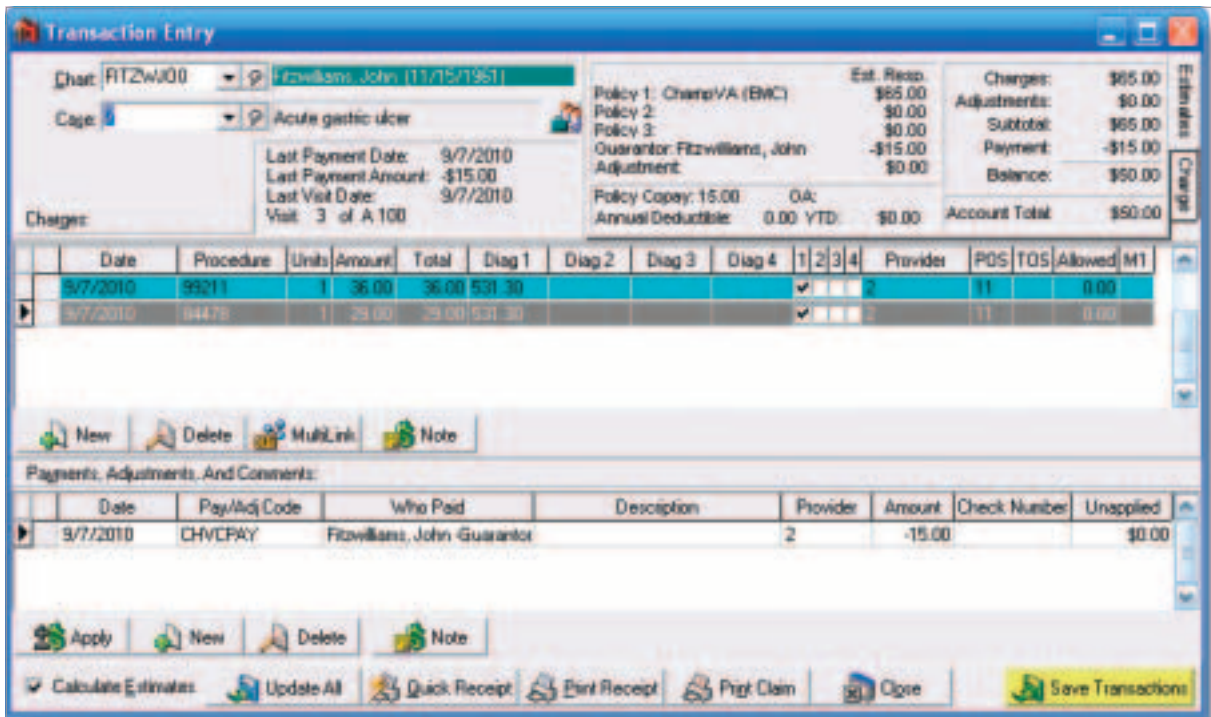 Transaction Entry
Chart: FITZWJO0 Fitzwilliams, John (11/15/1961)
Case: Acute gastric ulcer
Last Payment Date: 9/7/2010
Last Payment Amount: -$15.00
Last Visit Date: 9/7/2010
Visit: 3 of A 100
Charges:
Est. Resp.
Policy 1: ChampVA (EMC) $65.00
Policy 2: $0.00
Policy 3: $0.00
Guarantor: Fitzwilliams, John -$15.00
Adjustment: $0.00
Policy Copay: 15.00 OA:
Annual Deductible: 0.00 YTD: $0.00
Charges: $65.00
Adjustments: $0.00
Subtotal: $65.00
Payment: -$15.00
Balance: $50.00
Account Total: $50.00
Estimates
Charge
Date Procedure Units Amount Total Diag 1 Diag 2 Diag 3 Diag 4 1 2 3 4 Provider POS TOS Allowed M1
9/7/2010 99211 1 36.00 36.00 531.30 2 11 0.00
9/7/2010 84478 1 29.00 29.00 531.30 2 11 0.00
New Delete MultiLink Note
Payments, Adjustments, And Comments:
Date Pay/Adj Code Who Paid Description Provider Amount Check Number Unapplied
9/7/2010 CHVCPAY Fitzwilliams, John -Guarantor 2 -15.00 $0.00
Apply New Delete Note
Calculate Estimates Update All Quick Receipt Print Receipt Print Claim Close Save Transactions